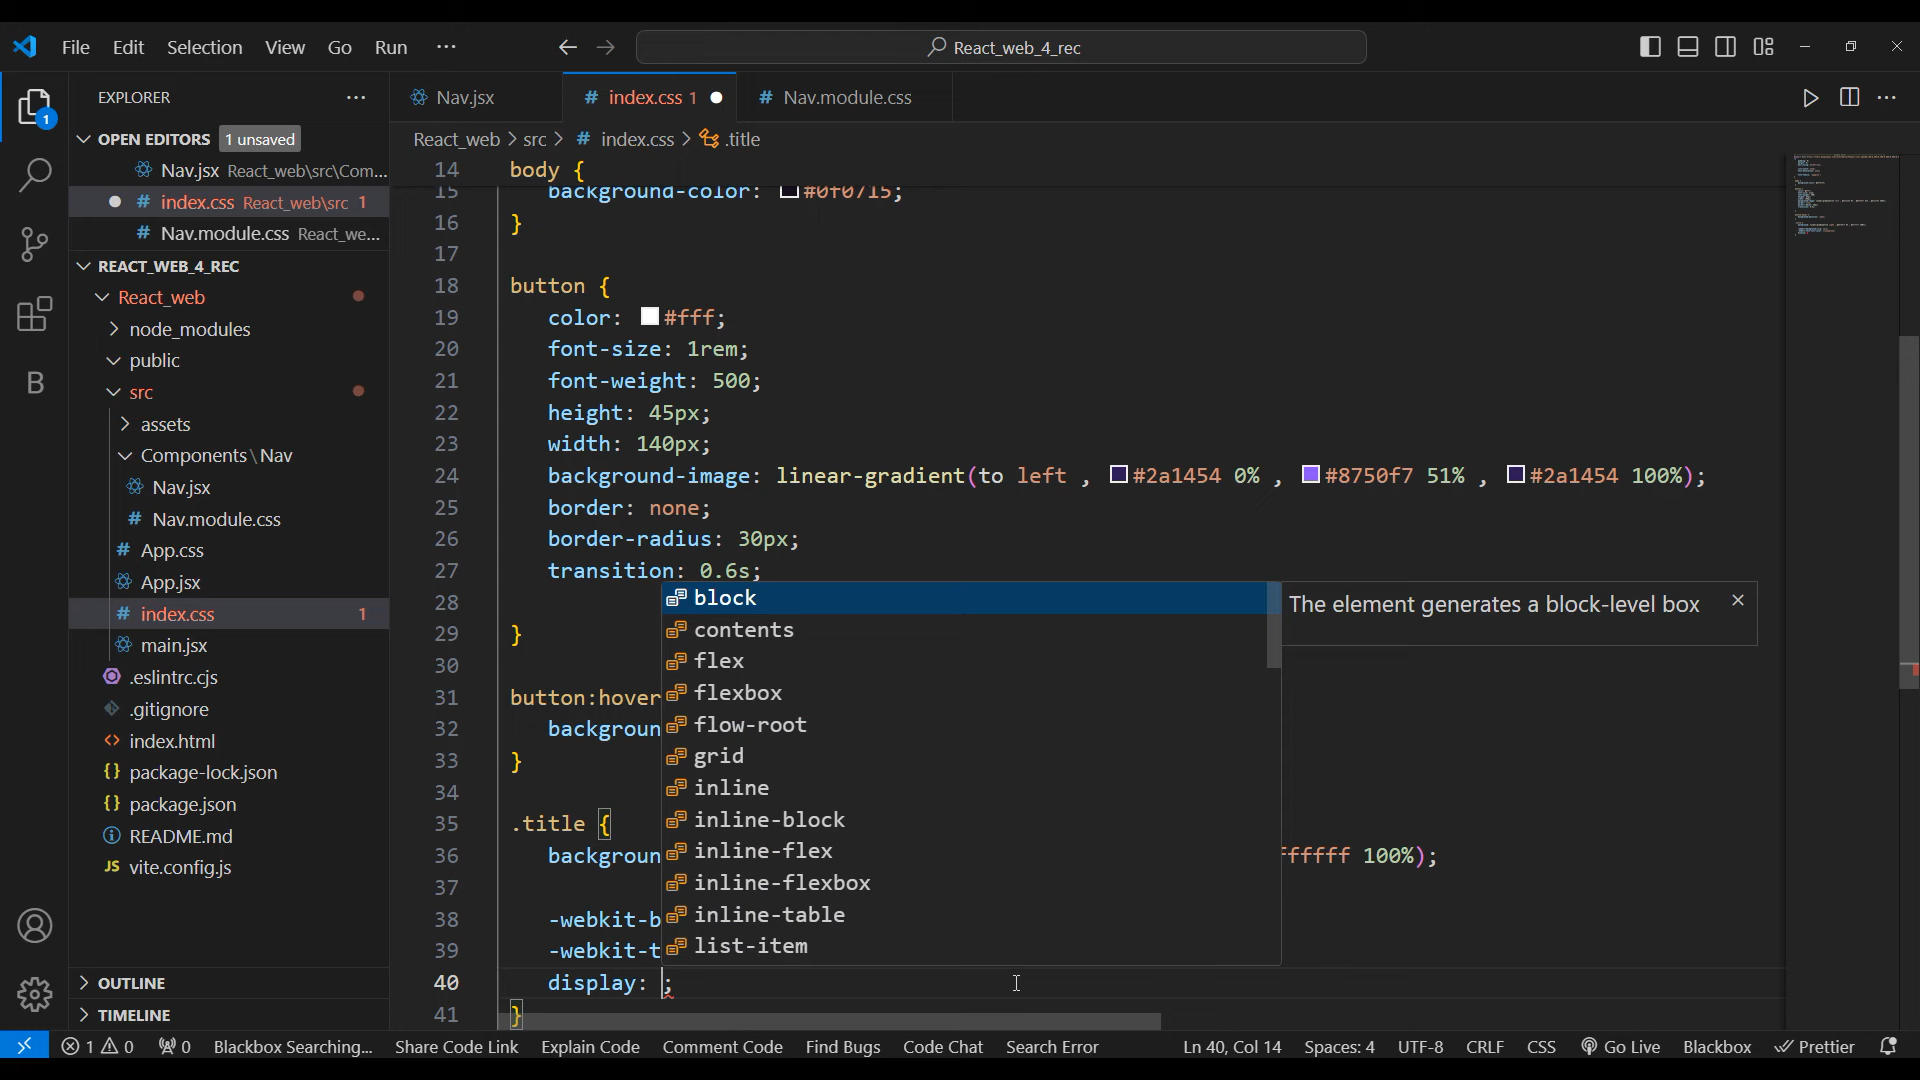 File Edit Selection View Go Run ··· React_web_4_rec
EXPLORER ···
OPEN EDITORS 1 unsaved
Nav.jsx React_web\src\Com...
index.css React_web\src 1
Nav.module.css React_we...
REACT_WEB_4_REC
React_web
node_modules
public
src
assets
Components\Nav
Nav.jsx
Nav.module.css
App.css
App.jsx
index.css 1
main.jsx
.eslintrc.cjs
.gitignore
index.html
package-lock.json
package.json
README.md
vite.config.js
OUTLINE
TIMELINE
Nav.jsx index.css 1 Nav.module.css
React_web > src > # index.css > .title
14 body {
15 background-color: #0f0715;
16 }
17
18 button {
19 color: #fff;
20 font-size: 1rem;
21 font-weight: 500;
22 height: 45px;
23 width: 140px;
24 background-image: linear-gradient(to left , #2a1454 0% , #8750f7 51% , #2a1454 100%);
25 border: none;
26 border-radius: 30px;
27 transition: 0.6s;
28
29 }
30
31 button:hover
32 backgroun
33 }
34
35 .title {
36 backgroun ffffff 100%);
37
38 -webkit-b
39 -webkit-t
40 display: ;
41 }
block
contents
flex
flexbox
flow-root
grid
inline
inline-block
inline-flex
inline-flexbox
inline-table
list-item
The element generates a block-level box
1 0 0 Blackbox Searching... Share Code Link Explain Code Comment Code Find Bugs Code Chat Search Error Ln 40, Col 14 Spaces: 4 UTF-8 CRLF CSS Go Live Blackbox Prettier